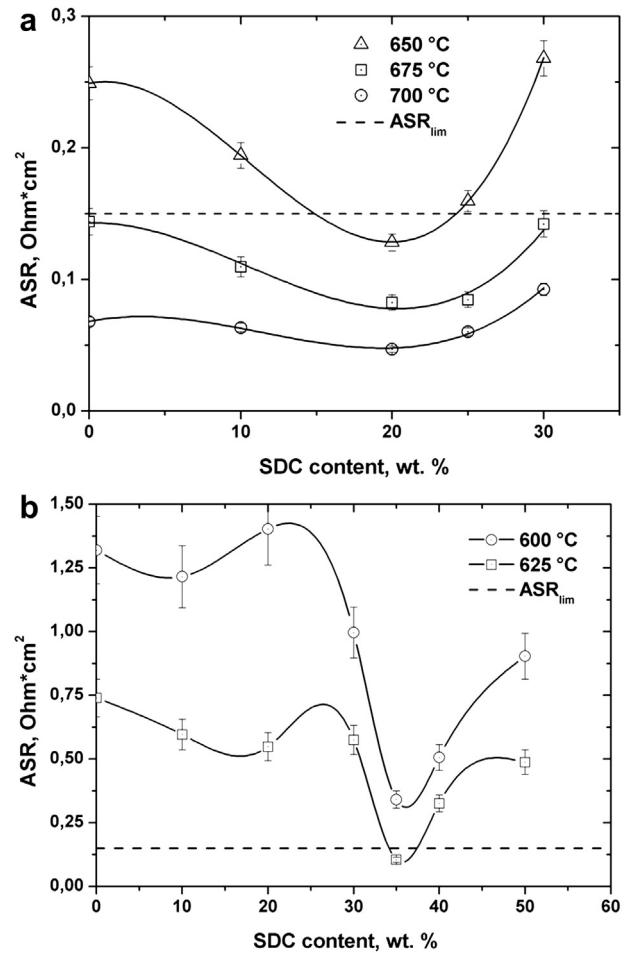 a
0,3
0,2
0,1
0,0
ASR, Ohm*cm²
650 °C
675 °C
700 °C
ASRlim
0 10 20 30
SDC content, wt. %
b
1,50
1,25
1,00
0,75
0,50
0,25
0,00
ASR, Ohm*cm²
600 °C
625 °C
ASRlim
0 10 20 30 40 50 60
SDC content, wt. %